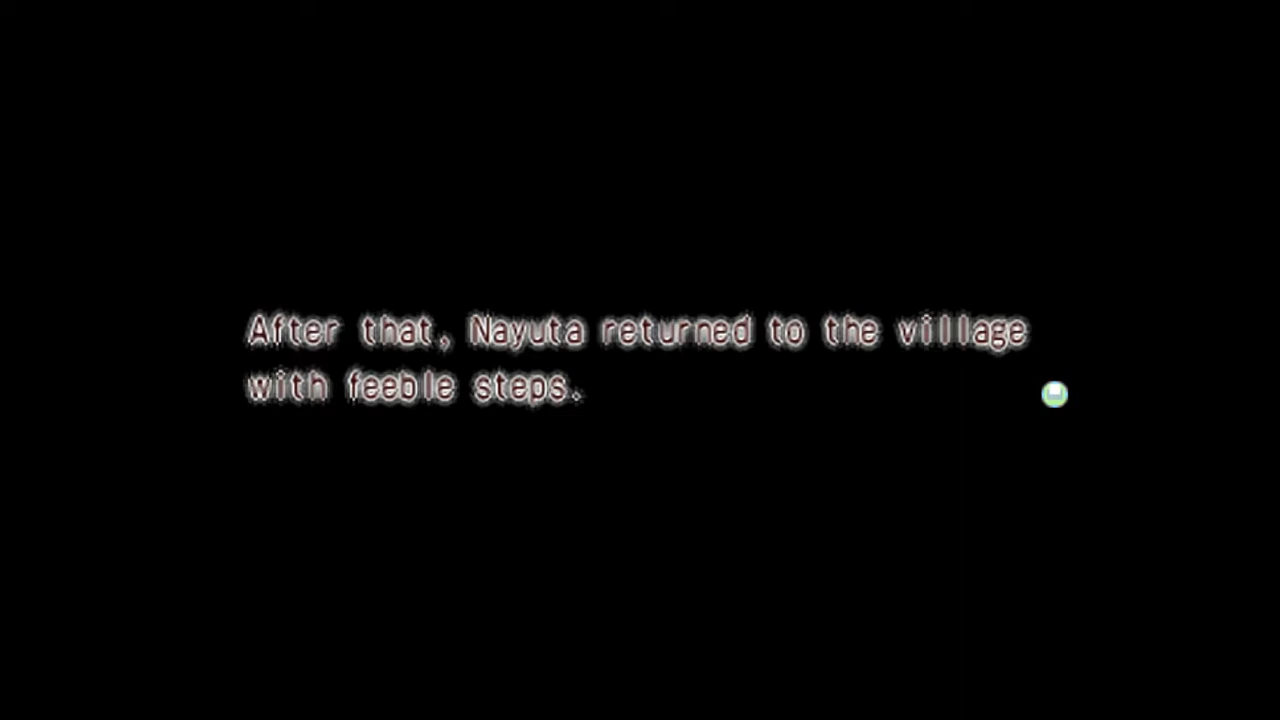 After that, Nayuta returned to the village
with feeble steps.